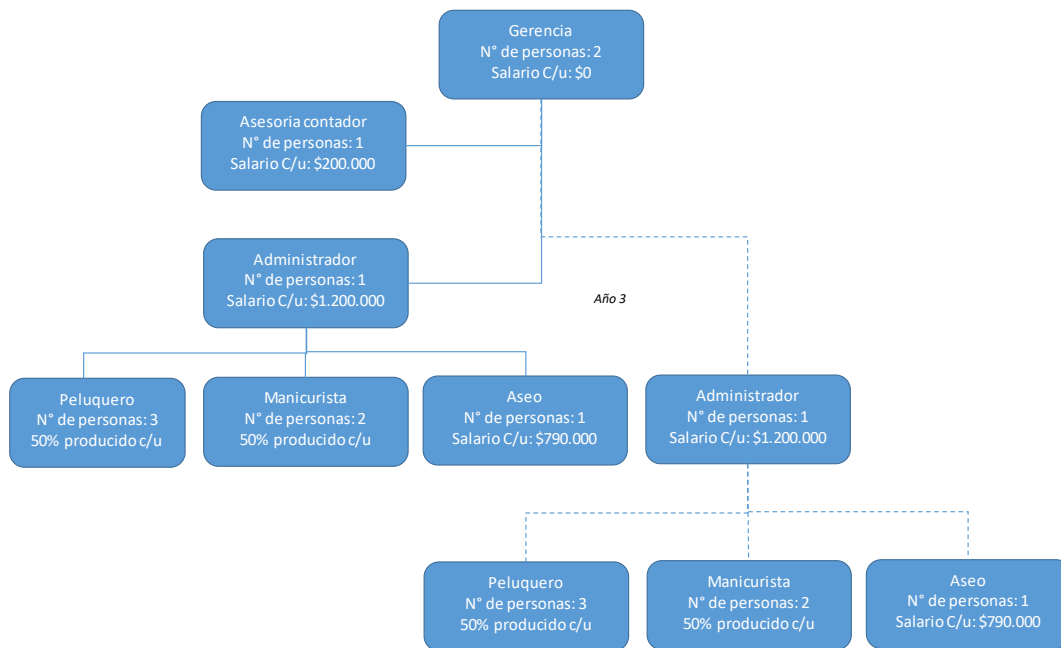 Gerencia
N° de personas: 2
Salario C/u: $0
Asesoria contador
N° de personas: 1
Salario C/u: $200.000
Administrador
N° de personas: 1
Salario C/u: $1.200.000
Año 3
Peluquero
N° de personas: 3
50% producido c/u
Manicurista
N° de personas: 2
50% producido c/u
Aseo
N° de personas: 1
Salario C/u: $790.000
Administrador
N° de personas: 1
Salario C/u: $1.200.000
Peluquero
N° de personas: 3
50% producido c/u
Manicurista
N° de personas: 2
50% producido c/u
Aseo
N° de personas: 1
Salario C/u: $790.000